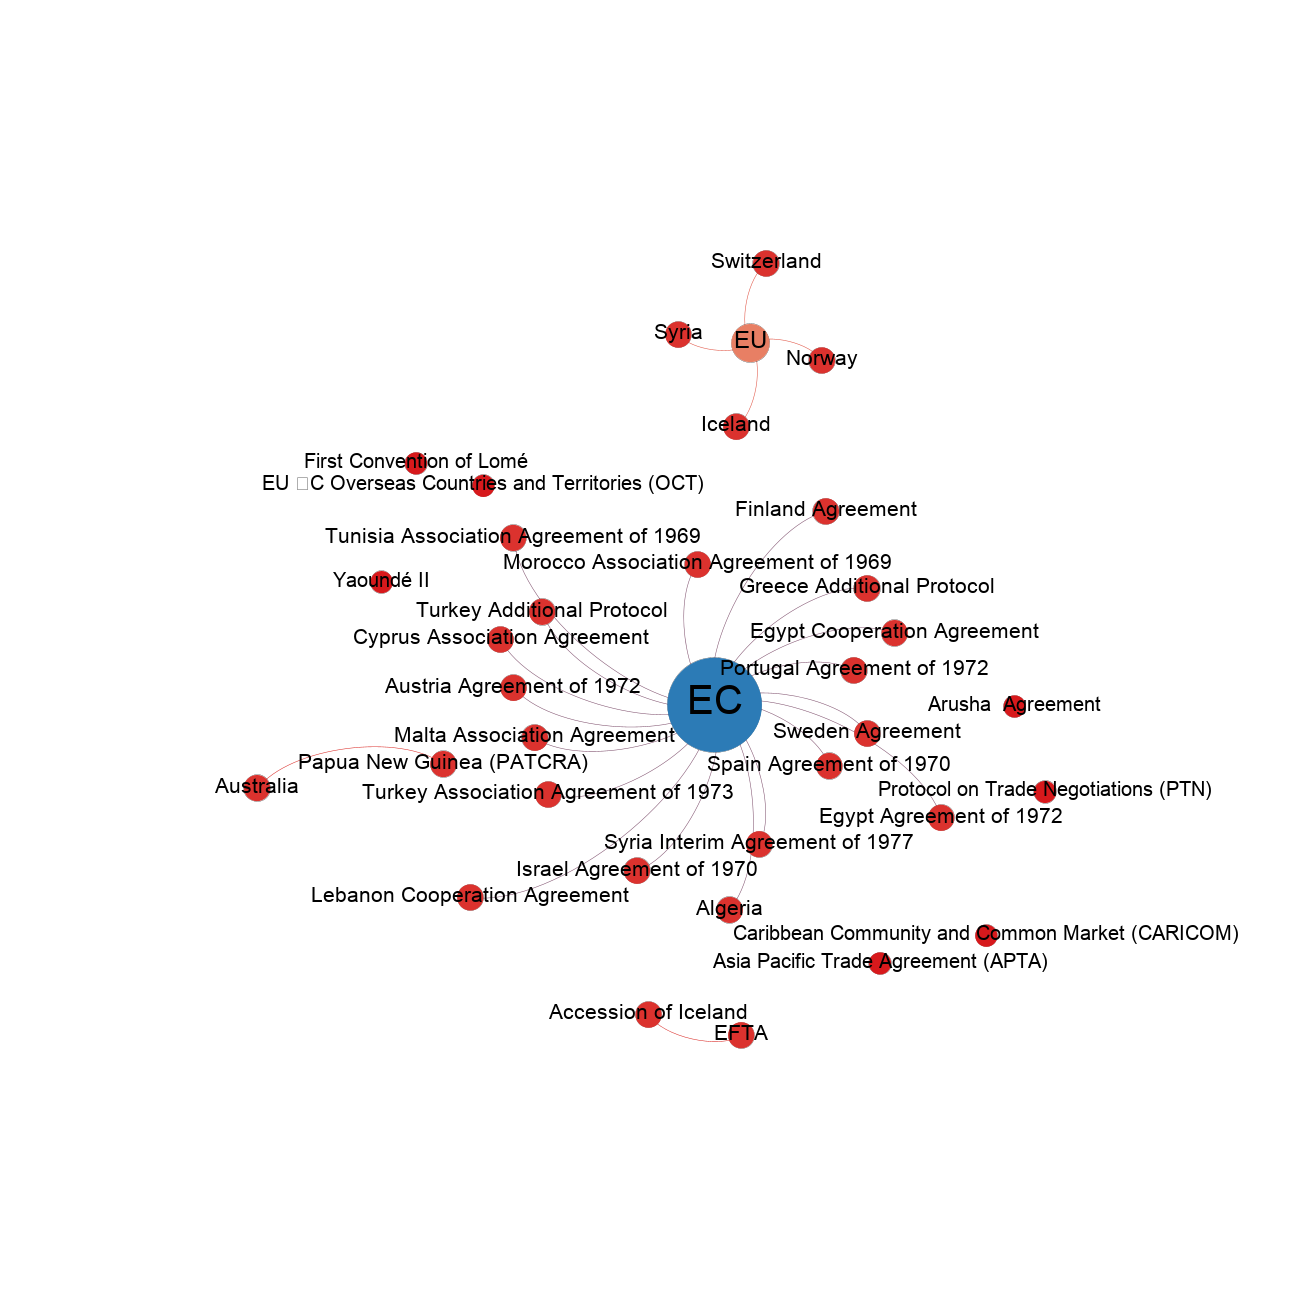 Switzerland
Syria
EU
Norway
Iceland
First Convention of Lomé
EU □C Overseas Countries and Territories (OCT)
Finland Agreement
Tunisia Association Agreement of 1969
Morocco Association Agreement of 1969
Yaoundé II
Greece Additional Protocol
Turkey Additional Protocol
Egypt Cooperation Agreement
Cyprus Association Agreement
Portugal Agreement of 1972
Austria Agreement of 1972
EC
Arusha  Agreement
Malta Association Agreement
Sweden Agreement
Papua New Guinea (PATCRA)
Spain Agreement of 1970
Australia
Turkey Association Agreement of 1973
Protocol on Trade Negotiations (PTN)
Egypt Agreement of 1972
Syria Interim Agreement of 1977
Israel Agreement of 1970
Lebanon Cooperation Agreement
Algeria
Caribbean Community and Common Market (CARICOM)
Asia Pacific Trade Agreement (APTA)
Accession of Iceland
EFTA